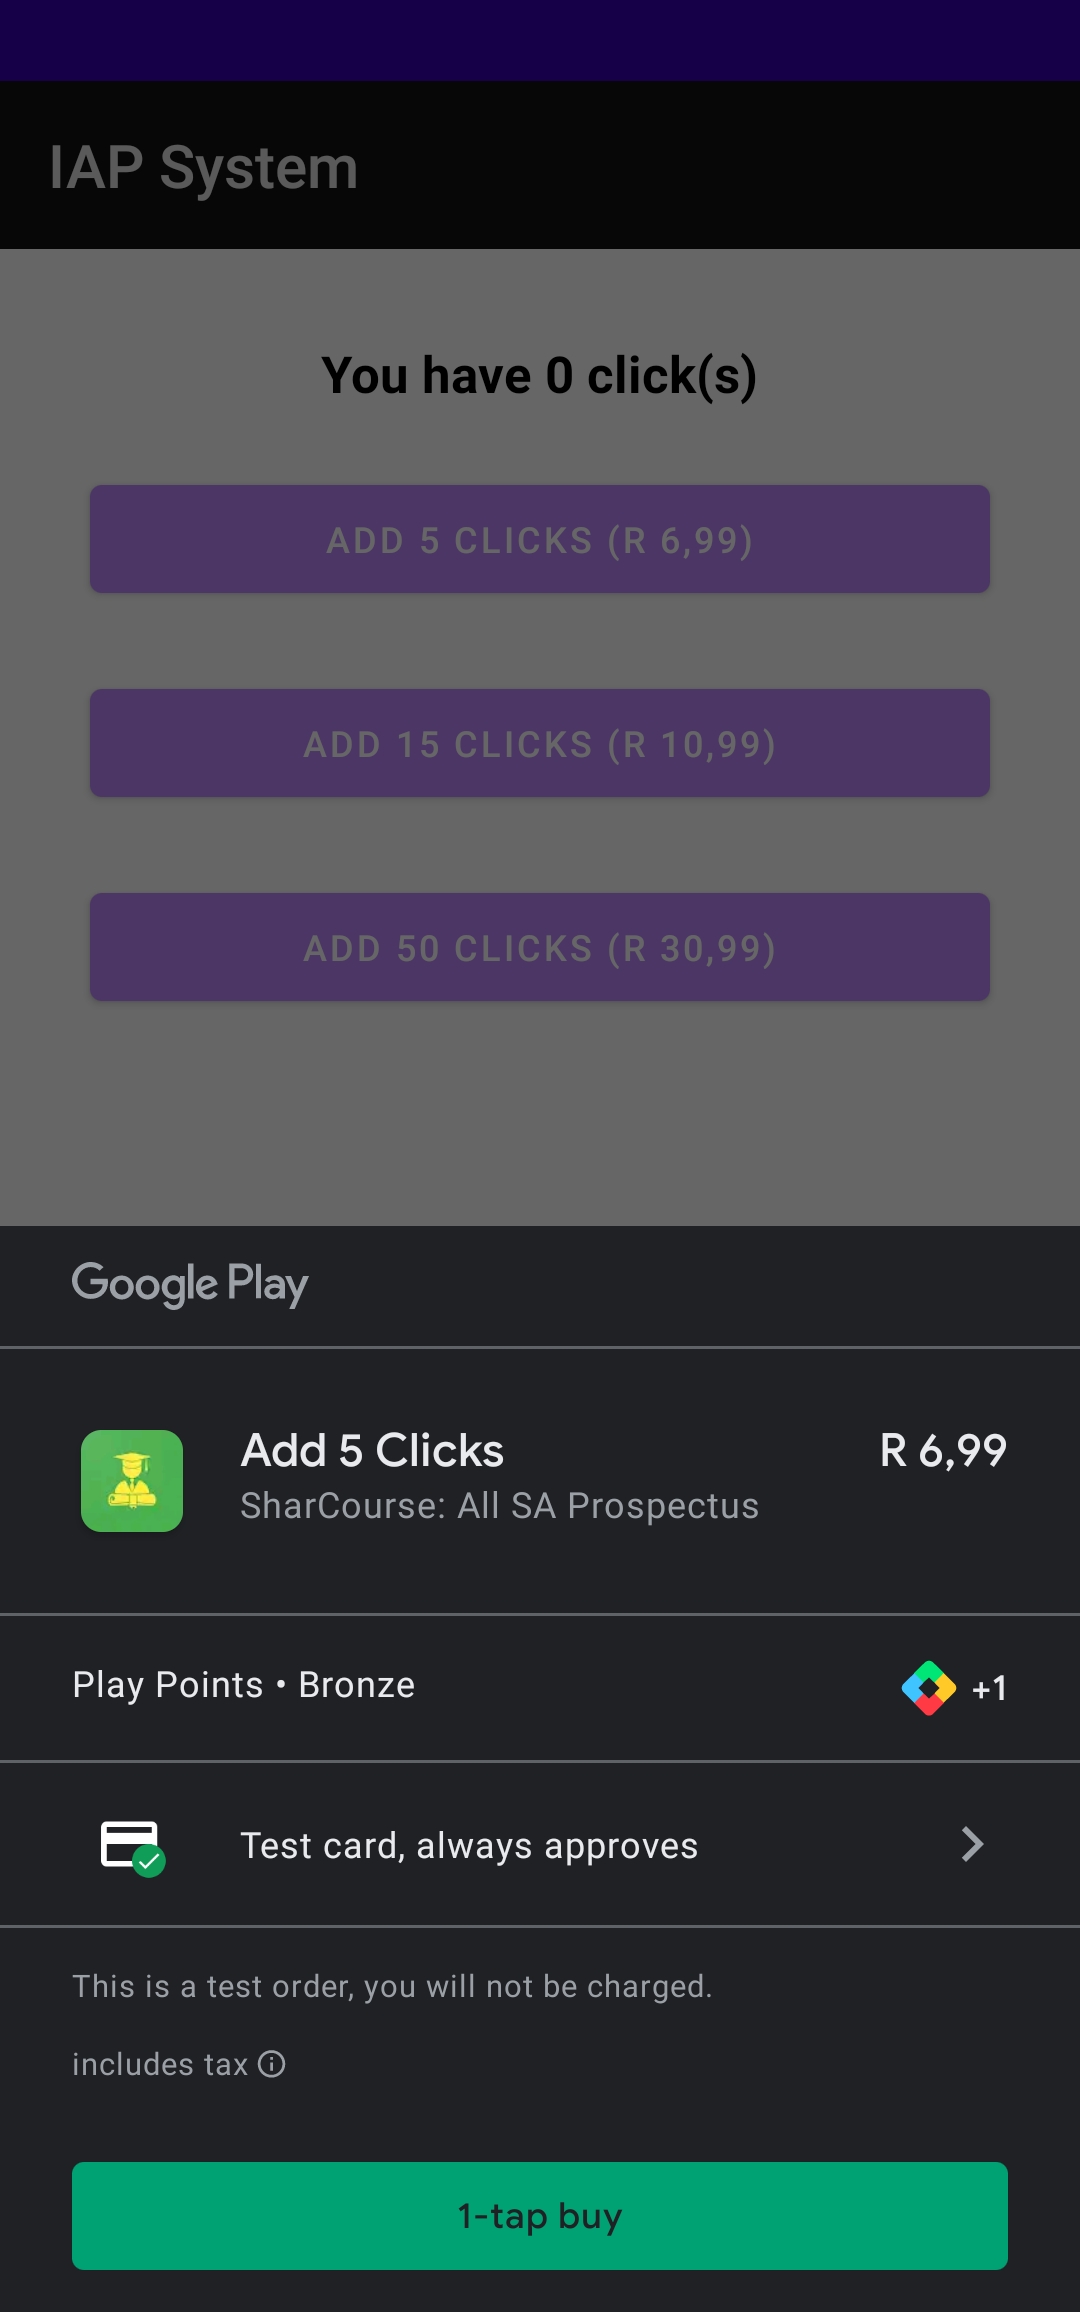 IAP System
You have 0 click(s)
ADD 5 CLICKS (R 6,99)
ADD 15 CLICKS (R 10,99)
ADD 50 CLICKS (R 30,99)
Google Play
Add 5 Clicks R 6,99
SharCourse: All SA Prospectus
Play Points • Bronze +1
Test card, always approves
This is a test order, you will not be charged.
includes tax
1-tap buy